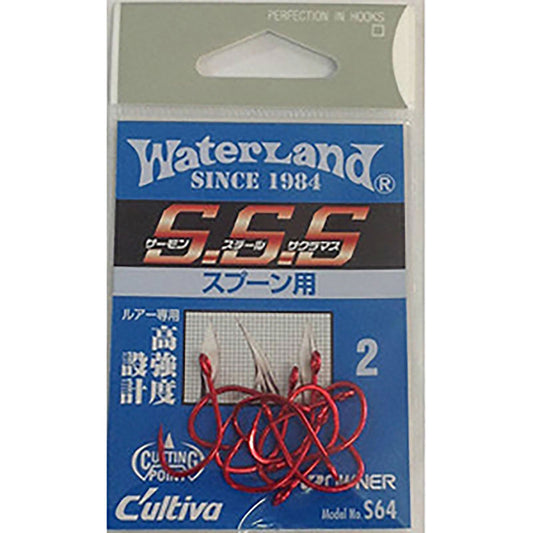 PERFECTION IN HOOKS
WaterLand®
SINCE 1984
S.S.S
サーモン スチール サクラマス
スプーン用
ルアー専用
高強度
設計
2
CUTTING
POINT
OWNER
C'ultiva
Model No. S64